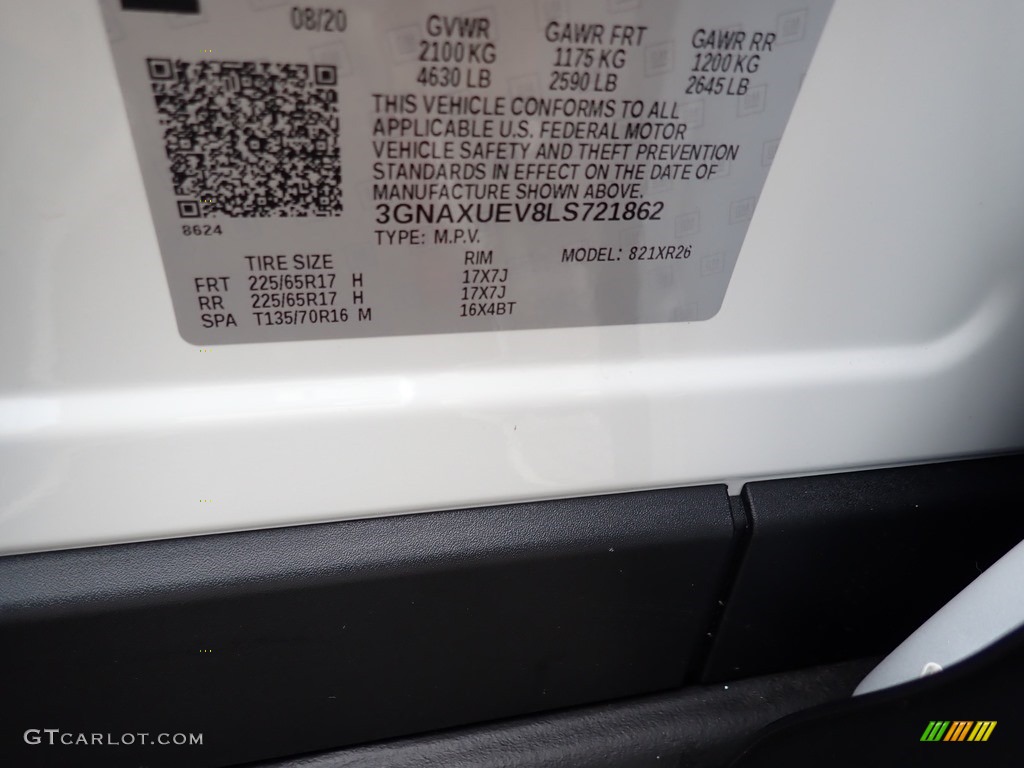 08/20
GVWR GAWR FRT GAWR RR
2100 KG 1175 KG 1200 KG
4630 LB 2590 LB 2645 LB
THIS VEHICLE CONFORMS TO ALL
APPLICABLE U.S. FEDERAL MOTOR
VEHICLE SAFETY AND THEFT PREVENTION
STANDARDS IN EFFECT ON THE DATE OF
MANUFACTURE SHOWN ABOVE.
3GNAXUEV8LS721862
8624
TYPE: M.P.V.
MODEL: 821XR26
TIRE SIZE RIM
FRT 225/65R17 H 17X7J
RR 225/65R17 H 17X7J
SPA T135/70R16 M 16X4BT
GTCARLOT.COM